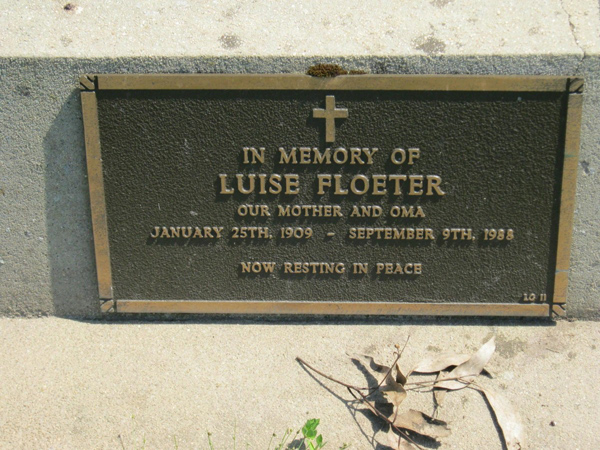 IN MEMORY OF
LUISE FLOETER
OUR MOTHER AND OMA
JANUARY 25TH, 1909 - SEPTEMBER 9TH, 1988
NOW RESTING IN PEACE
LO 11